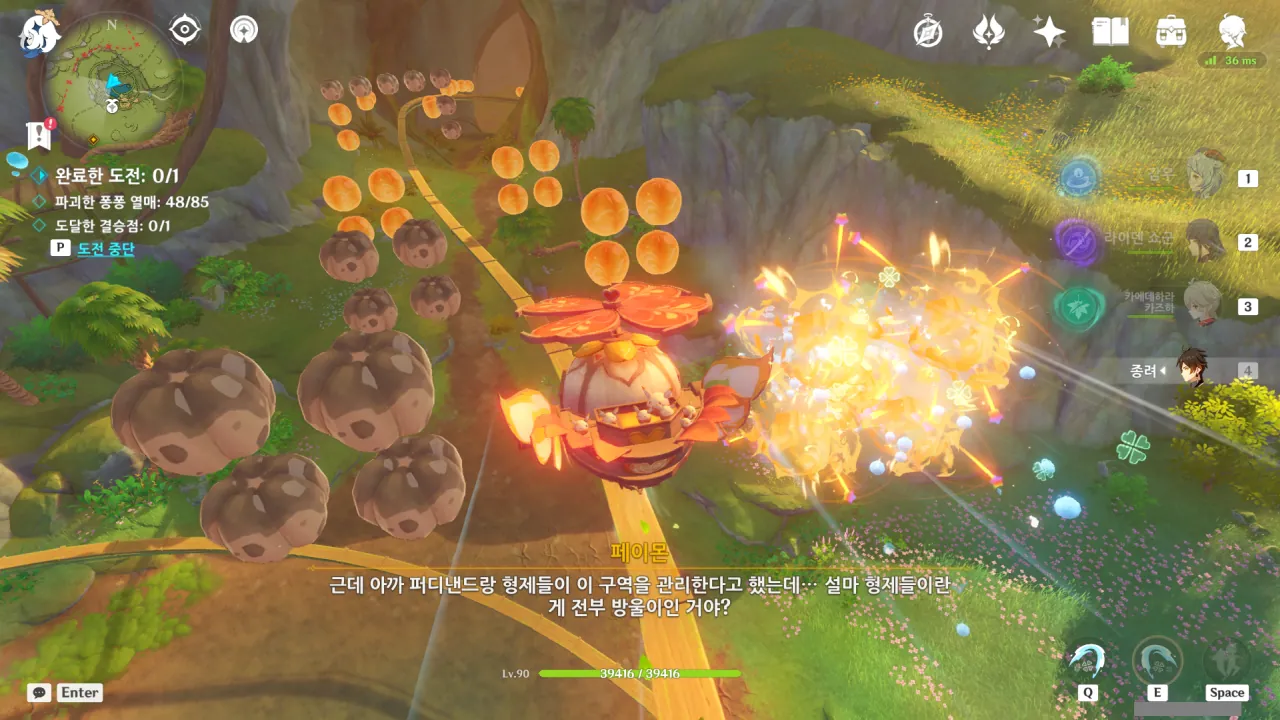 N
36 ms
완료한 도전: 0/1
파괴한 퐁퐁 열매: 48/85
도달한 결승점: 0/1
P 도전 중단
1
라이덴 쇼군 2
카에데하라
카즈하 3
종려 4
페이몬
근데 아까 퍼디낸드랑 형제들이 이 구역을 관리한다고 했는데… 설마 형제들이란
게 전부 방울이인 거야?
Lv.90 39416 / 39416
Enter
Q E Space